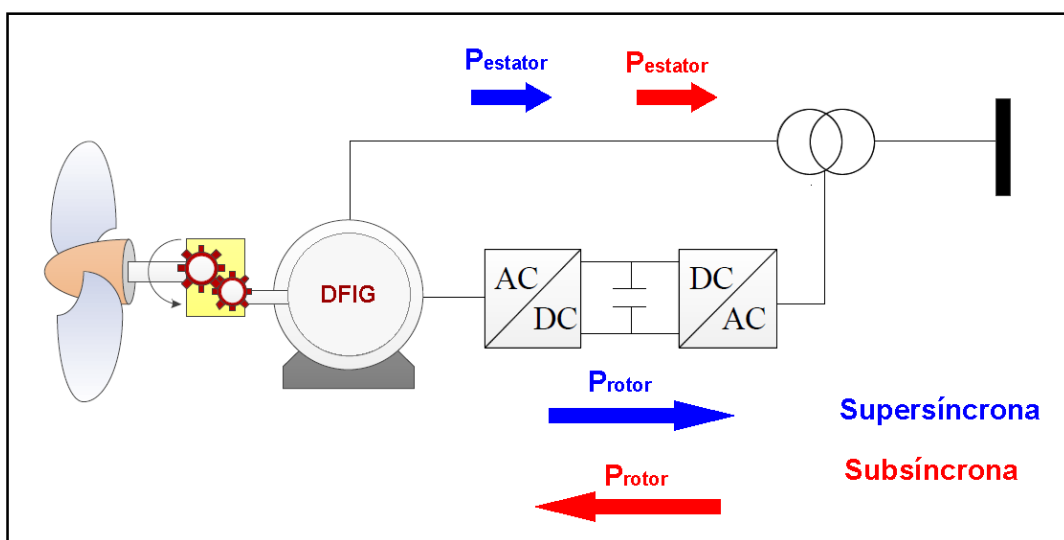 Pestator
Pestator
DFIG
AC
DC
DC
AC
Protor
Supersíncrona
Protor
Subsíncrona